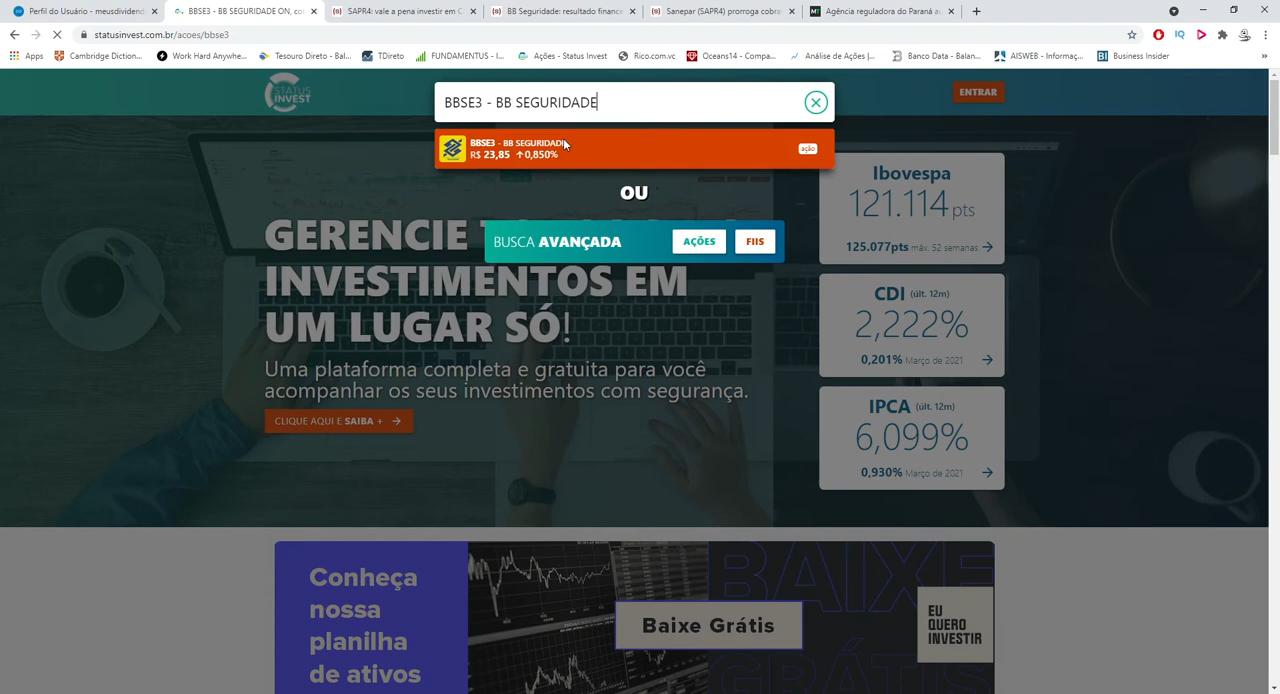 Perfil do Usuário - meusdividend
BBSE3 - BB SEGURIDADE ON, co
SAPR4: vale a pena investir em C
BB Seguridade: resultado finance
Sanepar (SAPR4) prorroga cobra
Agência reguladora do Paraná au
statusinvest.com.br/acoes/bbse3
Apps
Cambridge Diction...
Work Hard Anywhe...
Tesouro Direto - Bal...
TDireto
FUNDAMENTUS - I...
Ações - Status Invest
Rico.com.vc
Oceans14 - Compa...
Análise de Ações |...
Banco Data - Balan...
AISWEB - Informaç...
Business Insider
STATUS
INVEST
BBSE3 - BB SEGURIDADE
ENTRAR
BBSE3 - BB SEGURIDADE
R$ 23,85 ↑0,850%
ação
OU
BUSCA AVANÇADA
AÇÕES
FIIS
GERENCIE
INVESTIMENTOS EM
UM LUGAR SÓ!
Uma plataforma completa e gratuita para você
acompanhar os seus investimentos com segurança.
CLIQUE AQUI E SAIBA + →
Ibovespa
121.114 pts
125.077pts máx. 52 semanas →
CDI (últ. 12m)
2,222%
0,201% Março de 2021 →
IPCA (últ. 12m)
6,099%
0,930% Março de 2021 →
Conheça
nossa
planilha
de ativos
BAIXE
GRÁTIS
Baixe Grátis
EU
QUERO
INVESTIR